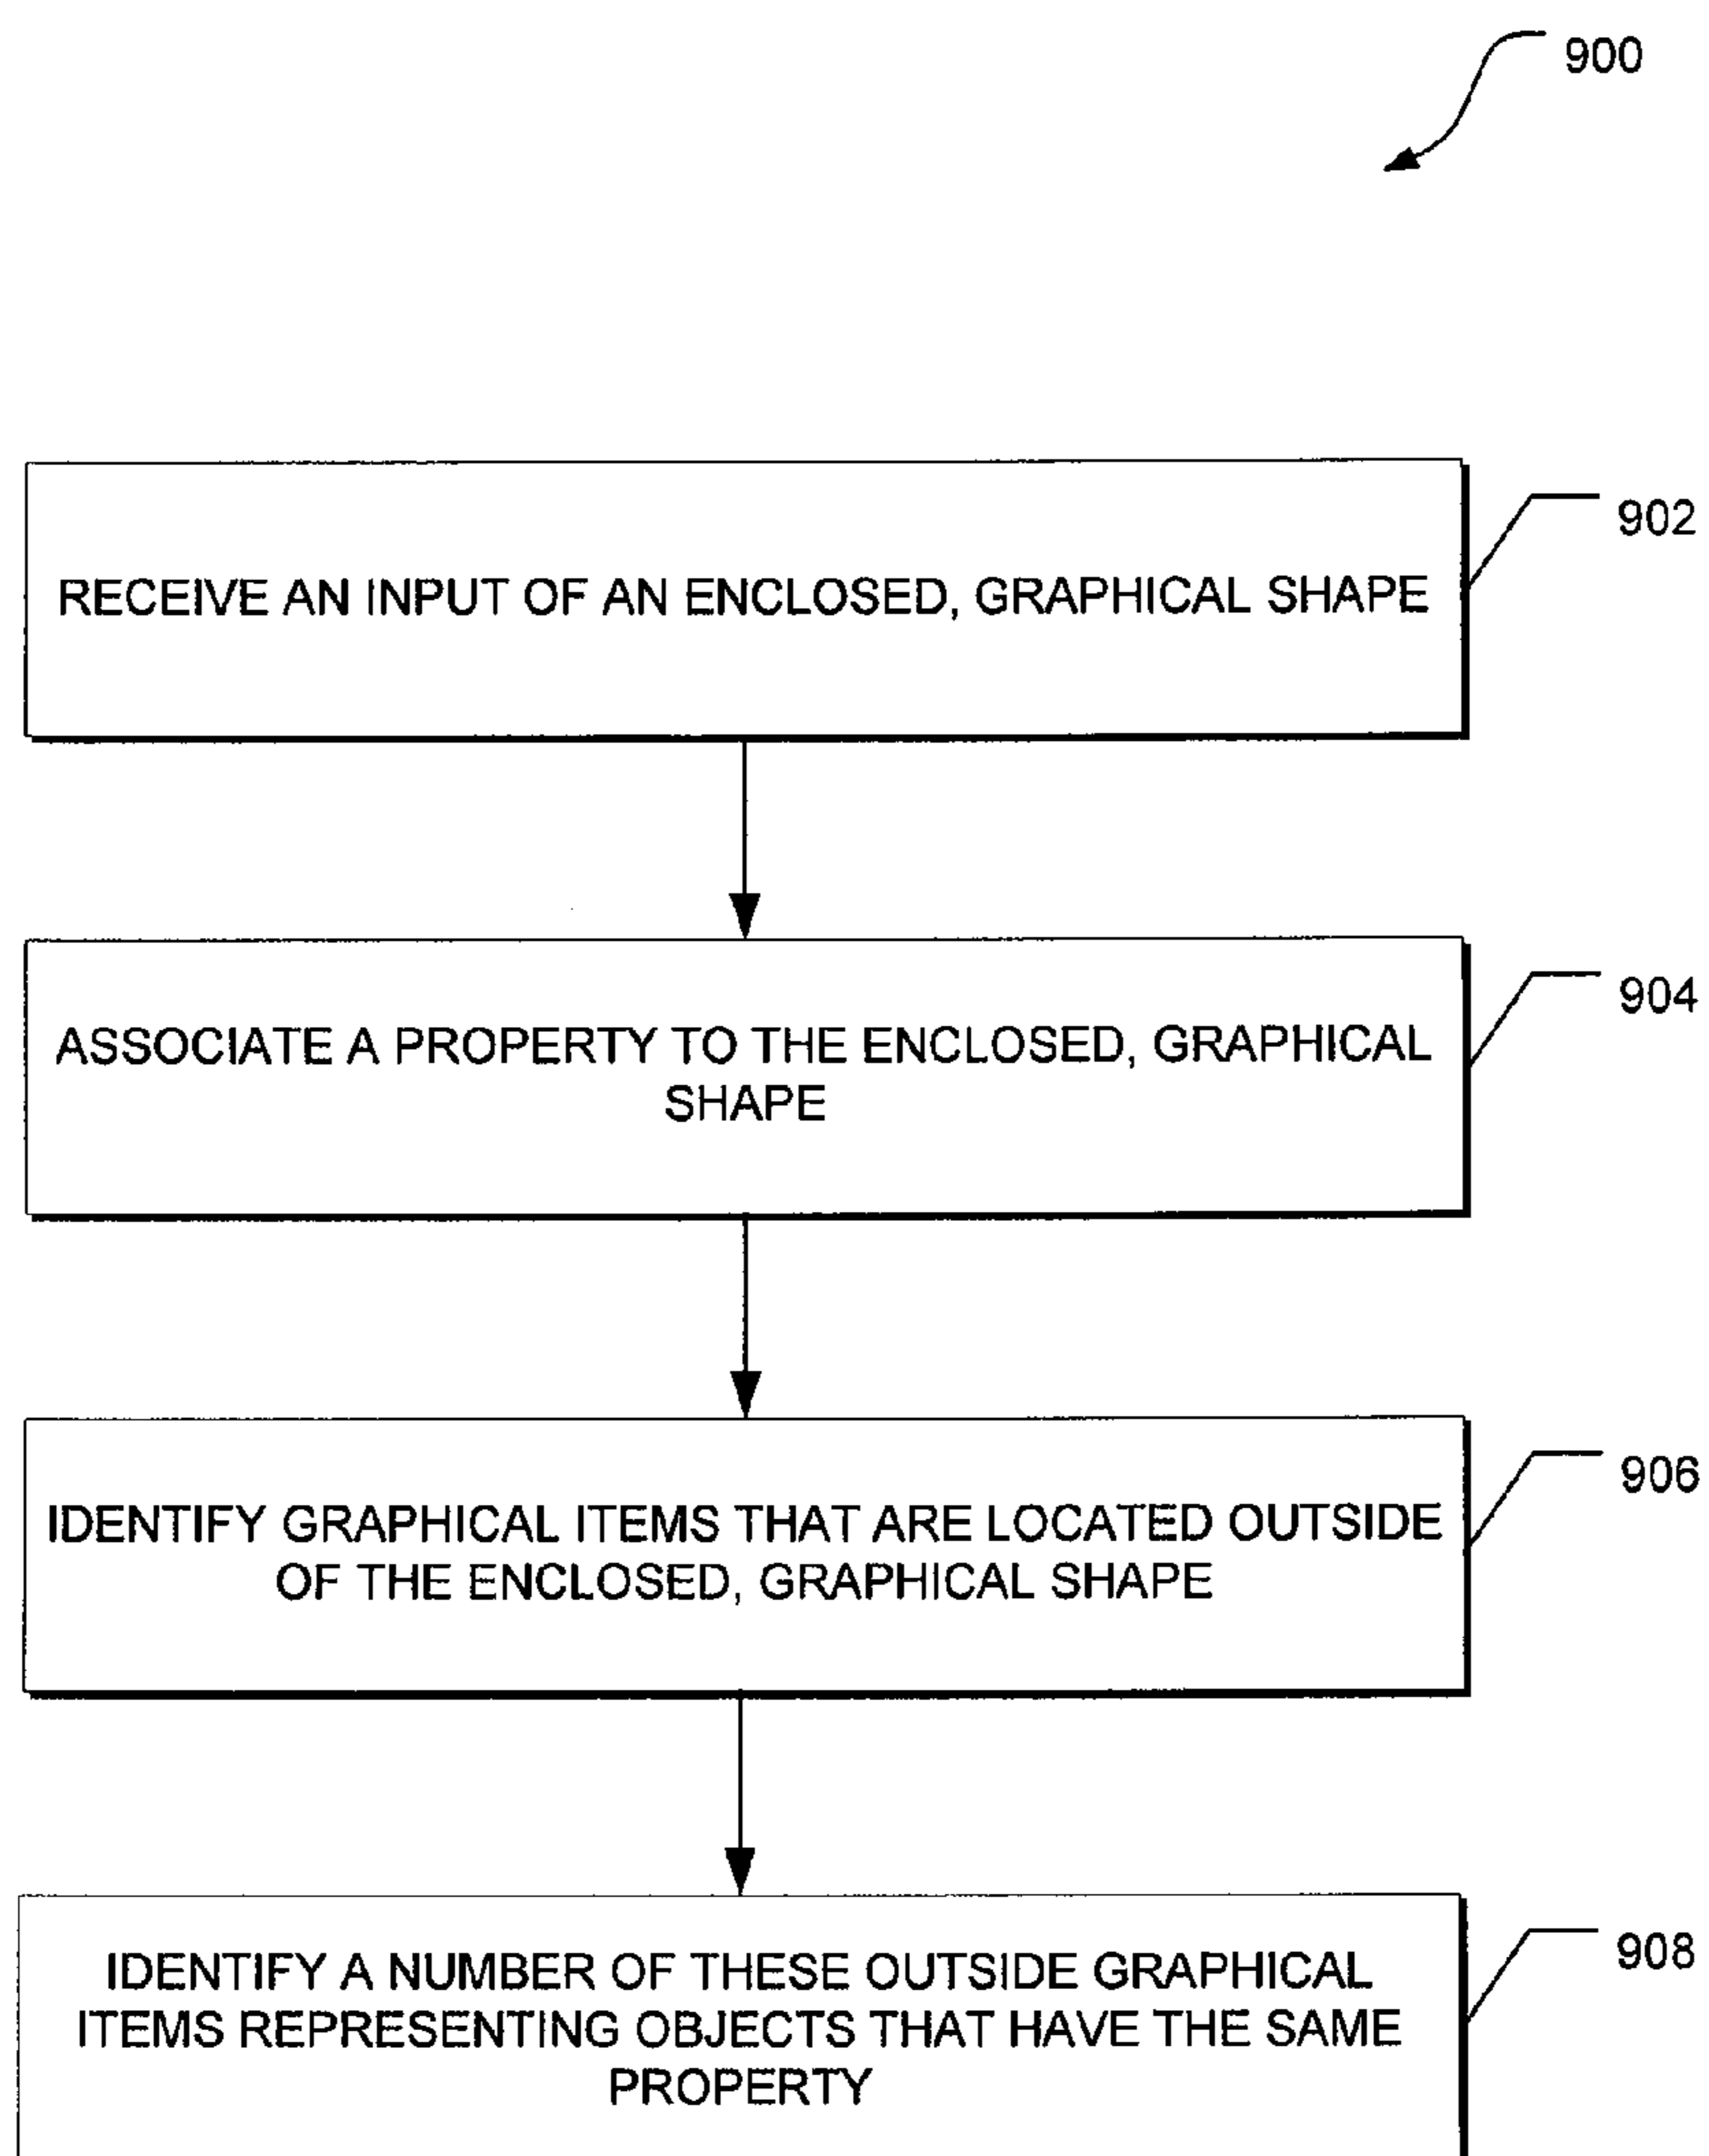 900
RECEIVE AN INPUT OF AN ENCLOSED, GRAPHICAL SHAPE
902
ASSOCIATE A PROPERTY TO THE ENCLOSED, GRAPHICAL
SHAPE
904
IDENTIFY GRAPHICAL ITEMS THAT ARE LOCATED OUTSIDE
OF THE ENCLOSED, GRAPHICAL SHAPE
906
IDENTIFY A NUMBER OF THESE OUTSIDE GRAPHICAL
ITEMS REPRESENTING OBJECTS THAT HAVE THE SAME
PROPERTY
908